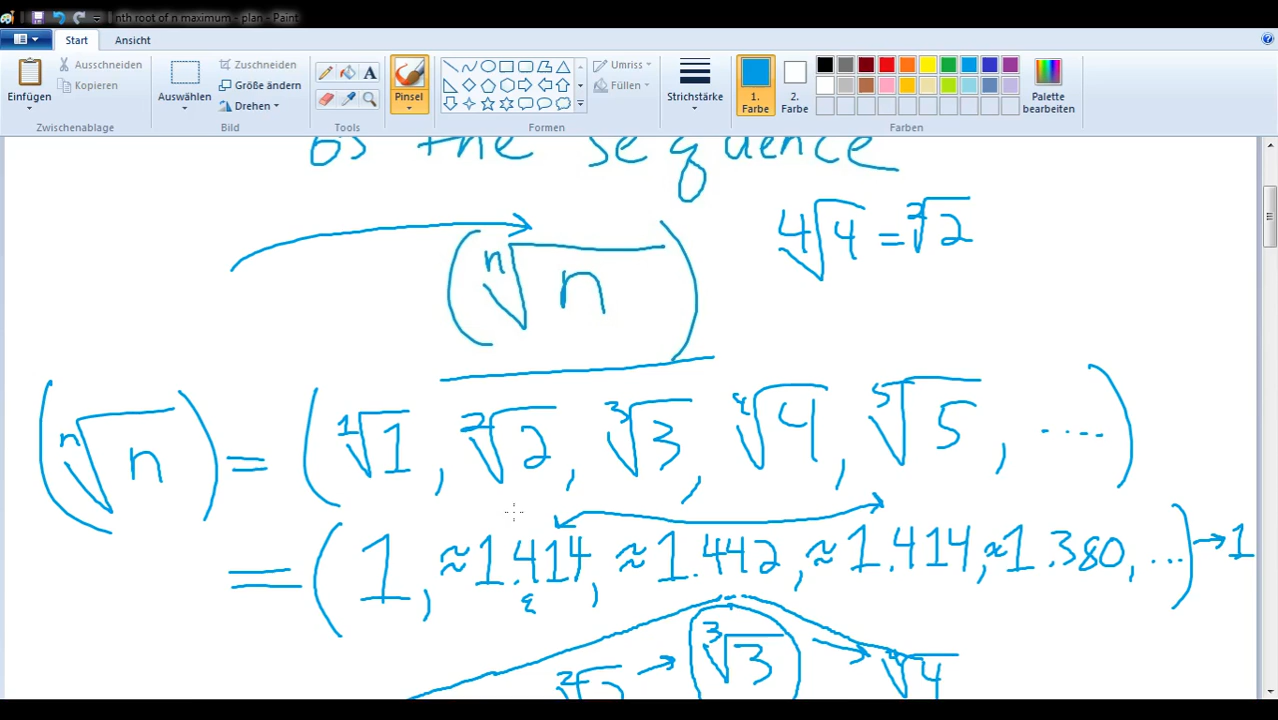 nth root of n maximum - plan - Paint
Start Ansicht
Einfügen
Ausschneiden
Kopieren
Zwischenablage
Auswählen
Zuschneiden
Größe ändern
Drehen
Bild
A
Tools
Pinsel
Umriss
Füllen
Formen
Strichstärke
1. Farbe
2. Farbe
Palette bearbeiten
Farben
the sequence
⁴√4 = ²√2
(ⁿ√n)
(ⁿ√n) = (¹√1, ²√2, ³√3, ⁴√4, ⁵√5, ....)
= (1, ≈1.414, ≈1.442, ≈1.414, ≈1.380, ...) → 1
²√2 → ³√3 → ⁴√4